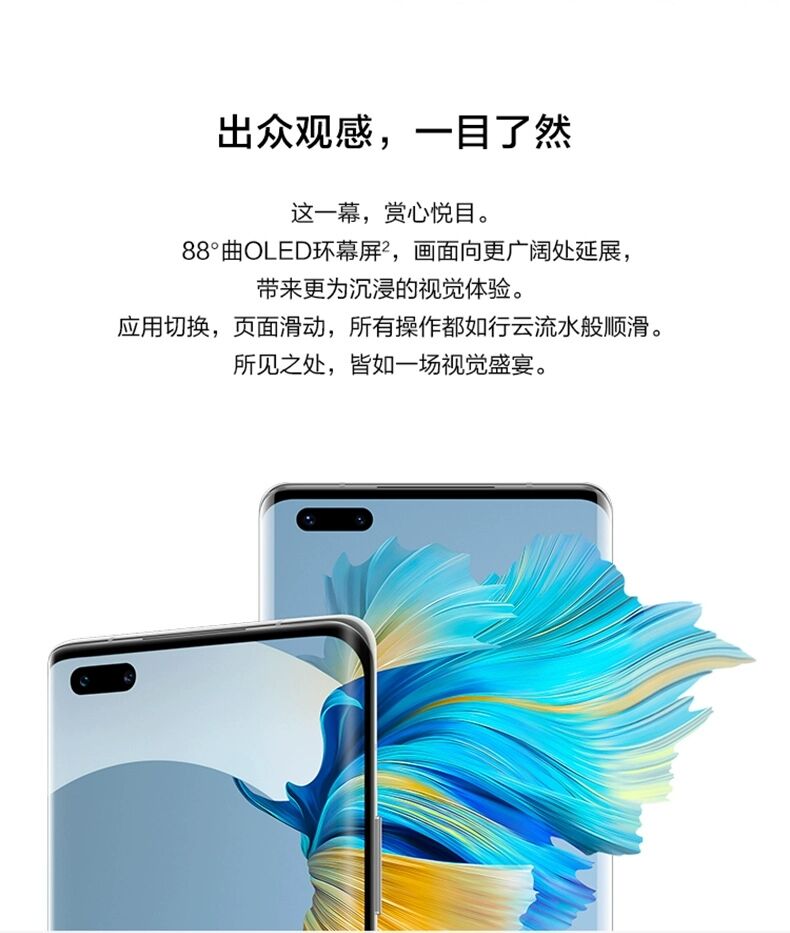 出众观感，一目了然
这一幕，赏心悦目。
88°曲OLED环幕屏²，画面向更广阔处延展，
带来更为沉浸的视觉体验。
应用切换，页面滑动，所有操作都如行云流水般顺滑。
所见之处，皆如一场视觉盛宴。